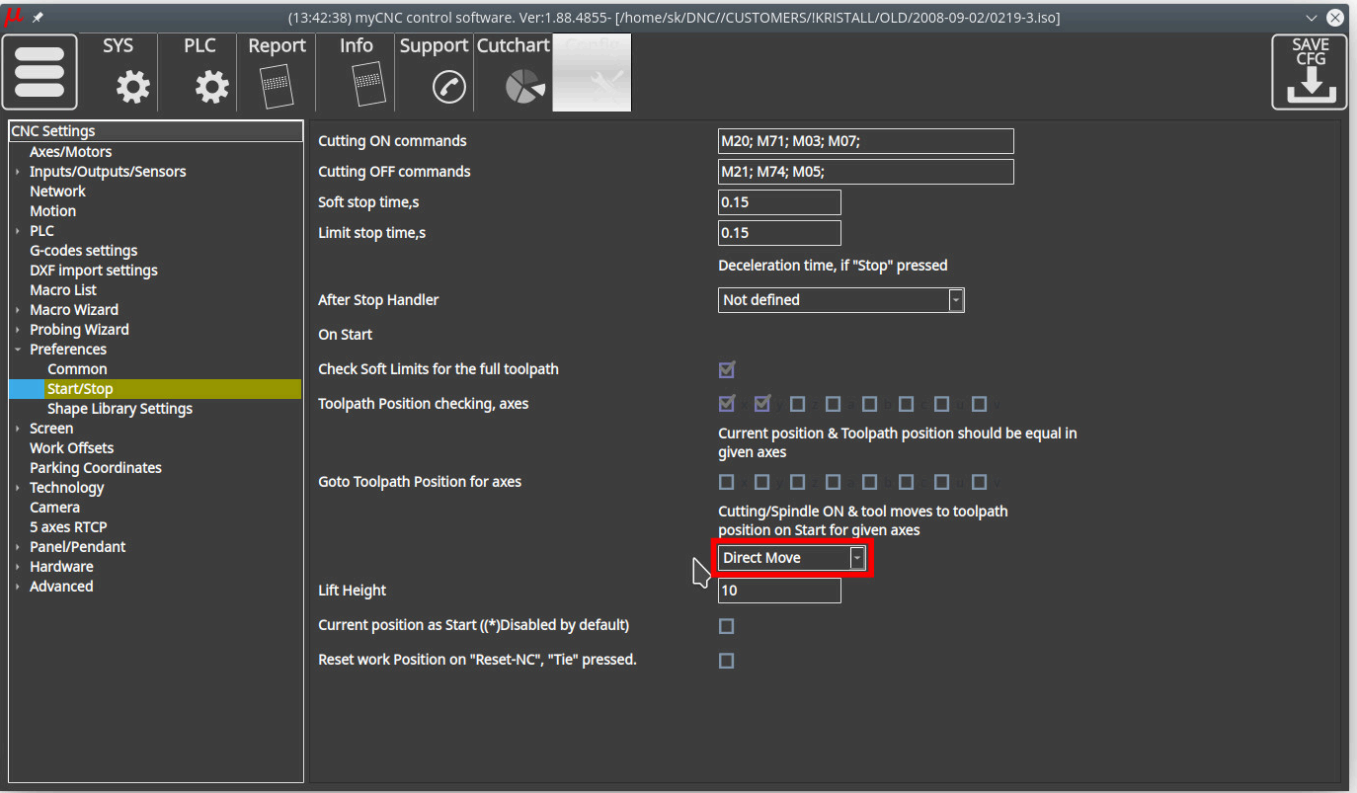 (13:42:38) myCNC control software. Ver:1.88.4855- [/home/sk/DNC//CUSTOMERS/!KRISTALL/OLD/2008-09-02/0219-3.iso]
SYS PLC Report Info Support Cutchart
SAVE
CFG
CNC Settings
Axes/Motors
Inputs/Outputs/Sensors
Network
Motion
PLC
G-codes settings
DXF import settings
Macro List
Macro Wizard
Probing Wizard
Preferences
Common
Start/Stop
Shape Library Settings
Screen
Work Offsets
Parking Coordinates
Technology
Camera
5 axes RTCP
Panel/Pendant
Hardware
Advanced
Cutting ON commands M20; M71; M03; M07;
Cutting OFF commands M21; M74; M05;
Soft stop time,s 0.15
Limit stop time,s 0.15
Deceleration time, if "Stop" pressed
After Stop Handler Not defined
On Start
Check Soft Limits for the full toolpath
Toolpath Position checking, axes
Current position & Toolpath position should be equal in
given axes
Goto Toolpath Position for axes
Cutting/Spindle ON & tool moves to toolpath
position on Start for given axes
Direct Move
Lift Height 10
Current position as Start ((*)Disabled by default)
Reset work Position on "Reset-NC", "Tie" pressed.